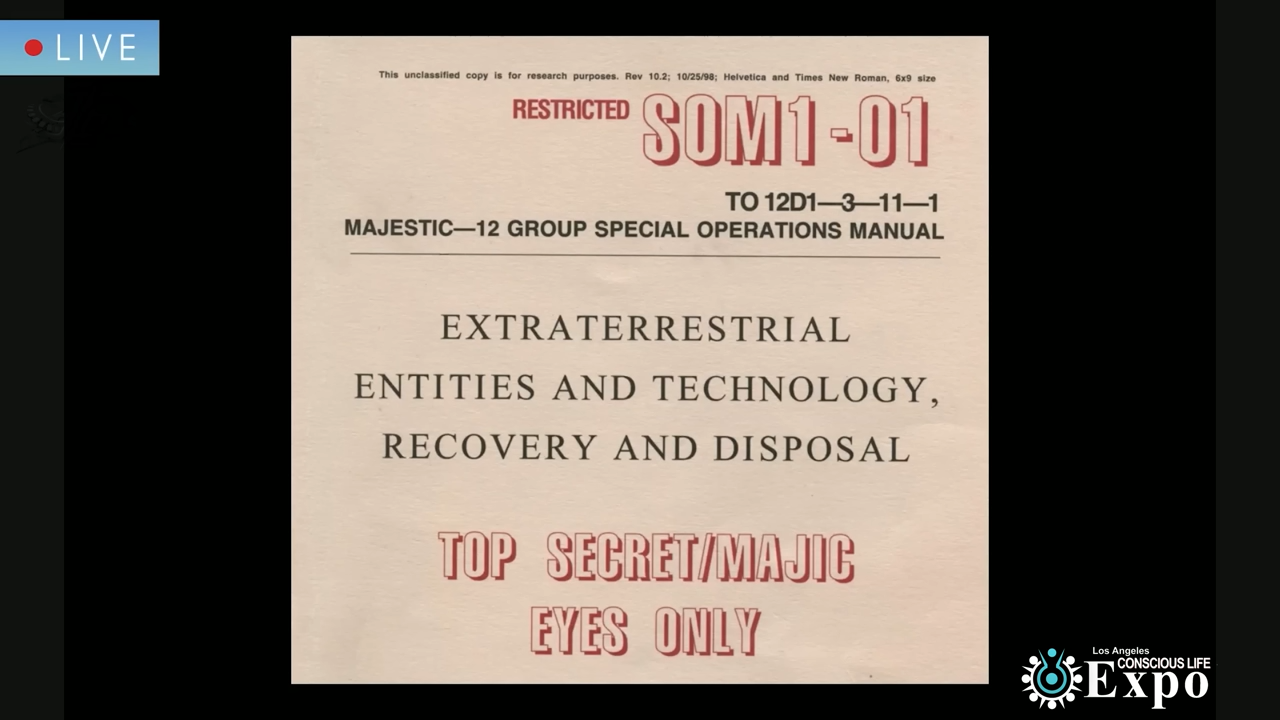 LIVE
This unclassified copy is for research purposes. Rev 10.2; 10/25/98; Helvetica and Times New Roman, 6x9 size
RESTRICTED SOM1-01
TO 12D1—3—11—1
MAJESTIC—12 GROUP SPECIAL OPERATIONS MANUAL
EXTRATERRESTRIAL
ENTITIES AND TECHNOLOGY,
RECOVERY AND DISPOSAL
TOP SECRET/MAJIC
EYES ONLY
Los Angeles
CONSCIOUS LIFE
Expo